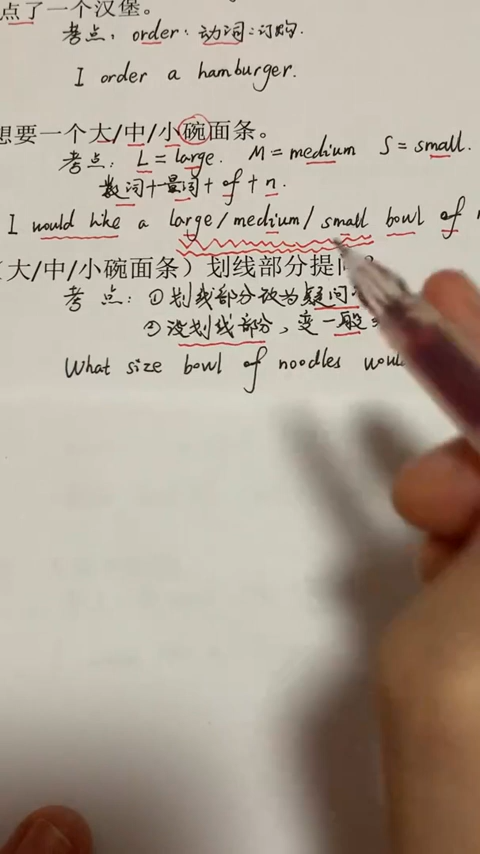 点了一个汉堡。
考点：order：动词：订购.
I order a hamburger.
想要一个大/中/小碗面条。
考点：L = large. M = medium S = small.
数词+量词+of+n.
I would like a large/medium/small bowl of
（大/中/小碗面条）划线部分提问？
考点：①划线部分改为疑问
②没划线部分，变一般
What size bowl of noodles